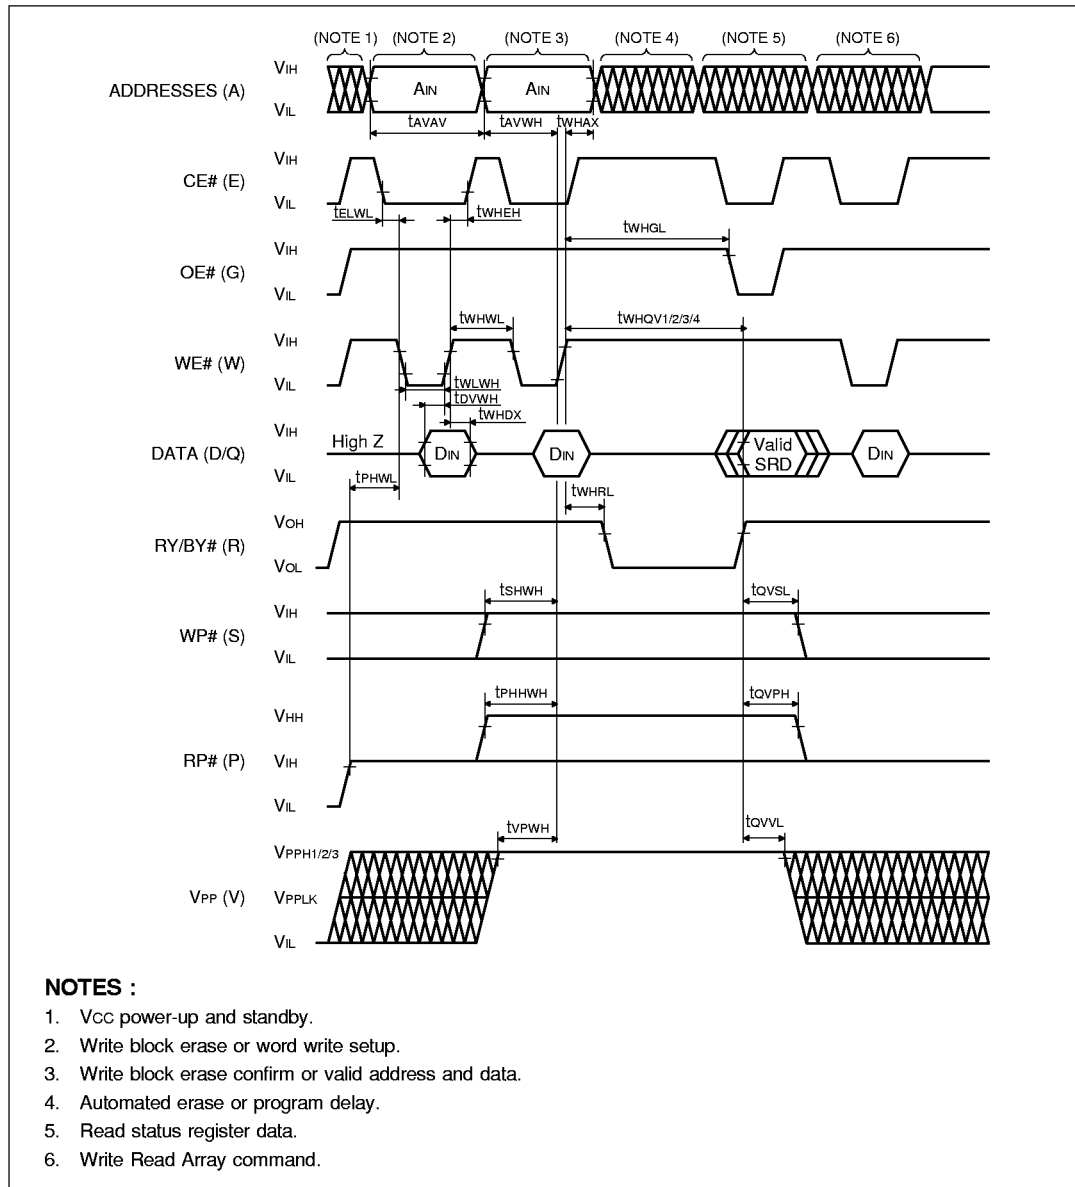 (NOTE 1) (NOTE 2) (NOTE 3) (NOTE 4) (NOTE 5) (NOTE 6)
ADDRESSES (A) VIH VIL AIN AIN
tAVAV tAVWH tWHAX
CE# (E) VIH VIL
tELWL tWHEH
tWHGL
OE# (G) VIH VIL
tWHWL tWHQV1/2/3/4
WE# (W) VIH VIL
tWLWH
tDVWH
tWHDX
DATA (D/Q) VIH VIL High Z DIN DIN Valid SRD DIN
tPHWL
tWHRL
RY/BY# (R) VOH VOL
tSHWH tQVSL
WP# (S) VIH VIL
tPHHWH tQVPH
RP# (P) VHH VIH VIL
tVPWH tQVVL
VPP (V) VPPH1/2/3 VPPLK VIL
NOTES :
1. VCC power-up and standby.
2. Write block erase or word write setup.
3. Write block erase confirm or valid address and data.
4. Automated erase or program delay.
5. Read status register data.
6. Write Read Array command.